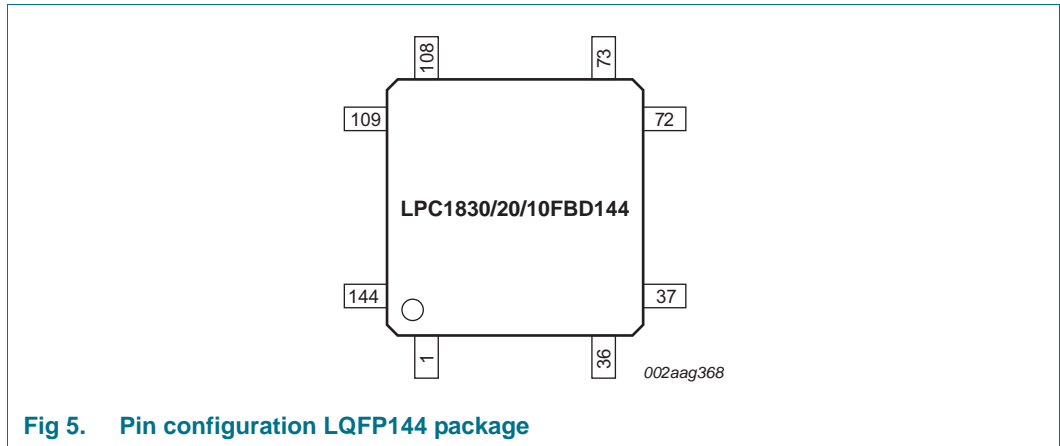 108
73
109
72
LPC1830/20/10FBD144
144
37
1
36
002aag368
Fig 5. Pin configuration LQFP144 package